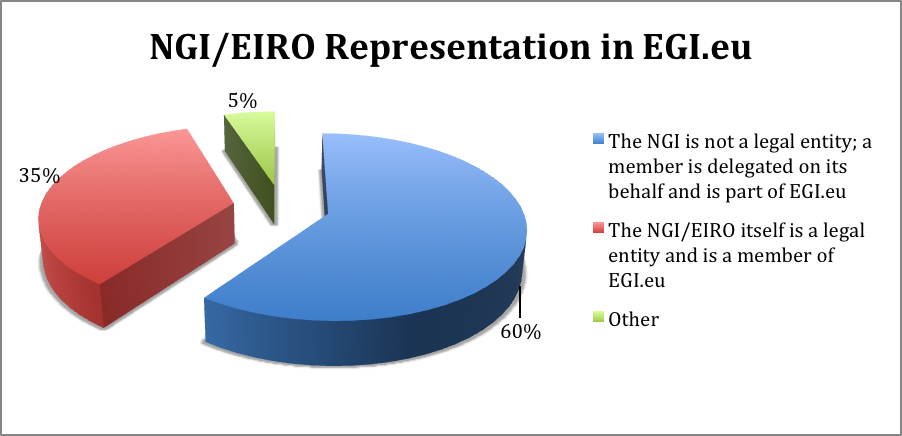 NGI/EIRO Representation in EGI.eu
5%
35%
60%
The NGI is not a legal entity; a
member is delegated on its
behalf and is part of EGI.eu
The NGI/EIRO itself is a legal
entity and is a member of
EGI.eu
Other